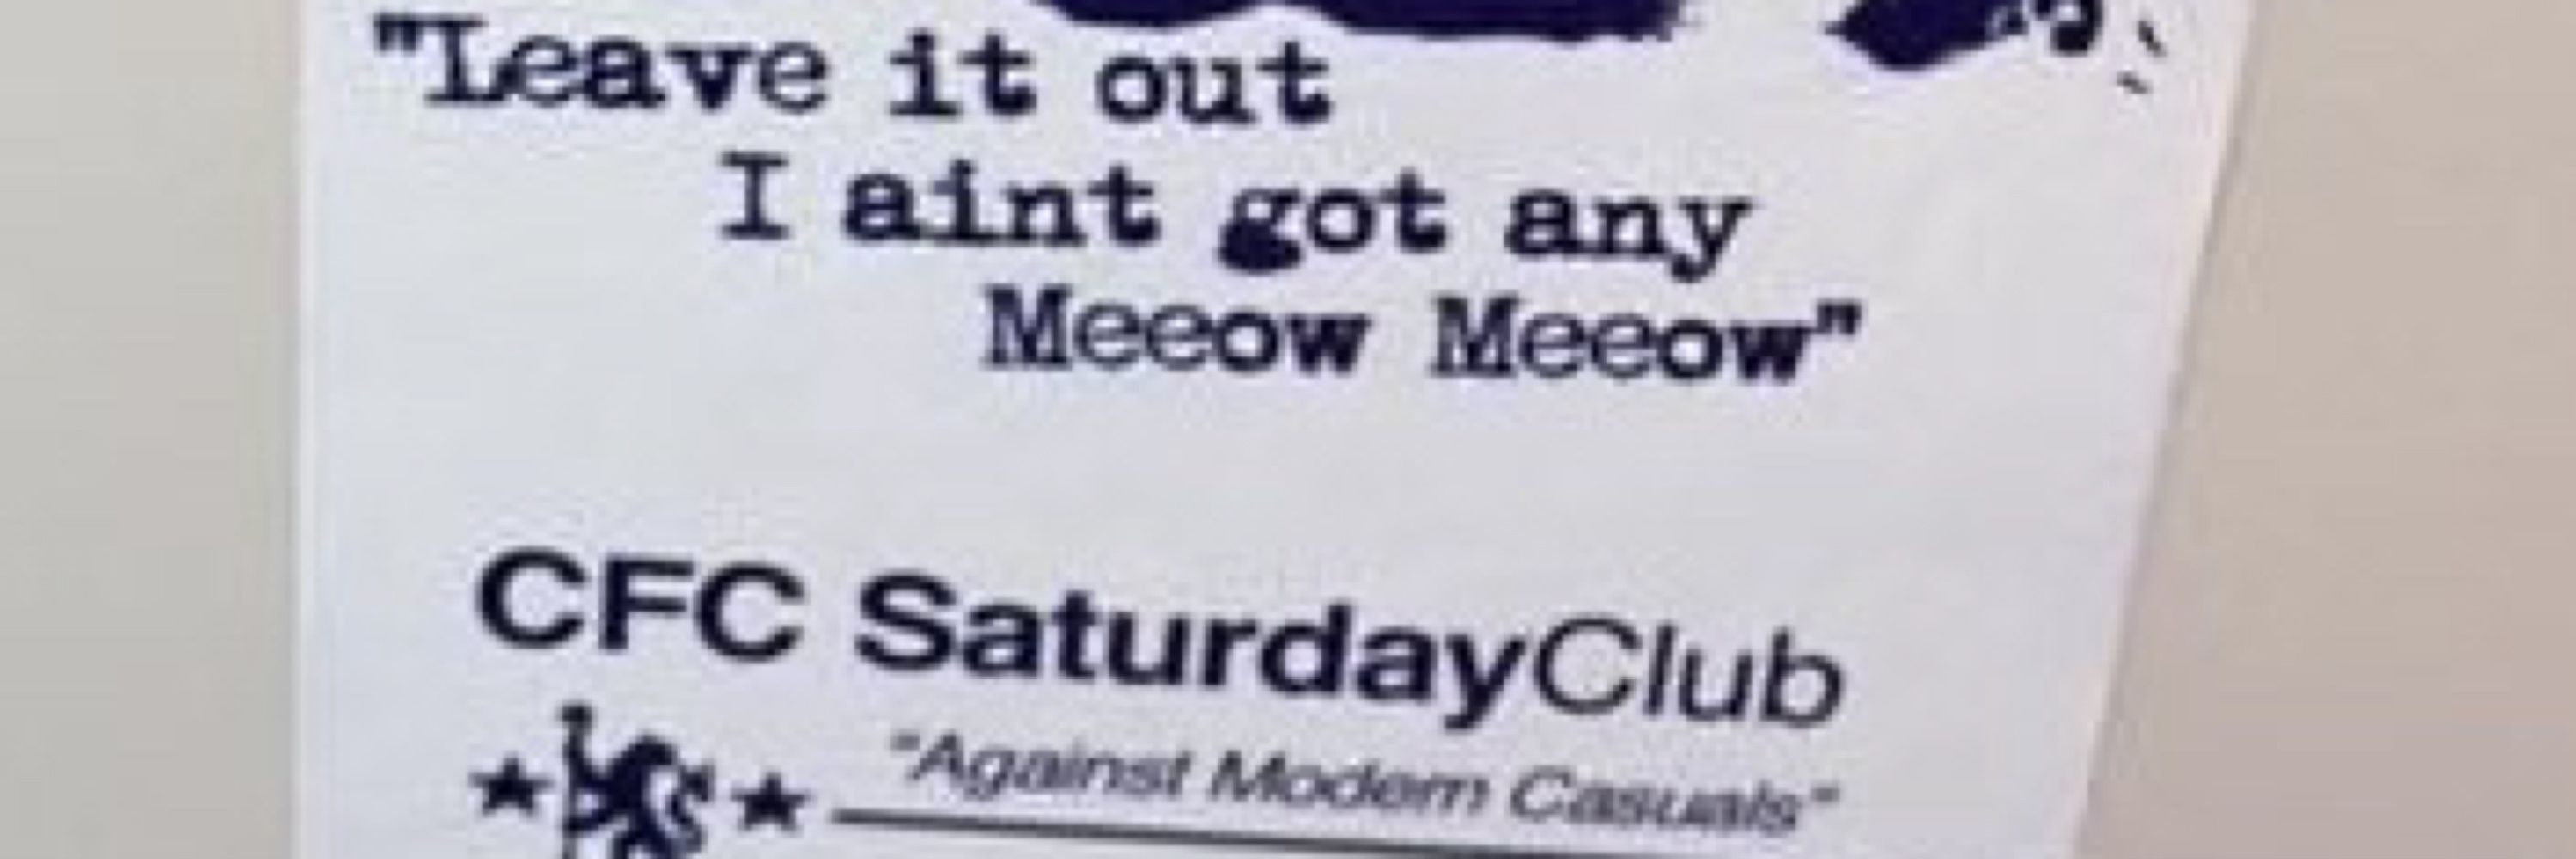 "Leave it out
I aint got any
Meeow Meeow"
CFC SaturdayClub
"Against Modern Casuals"